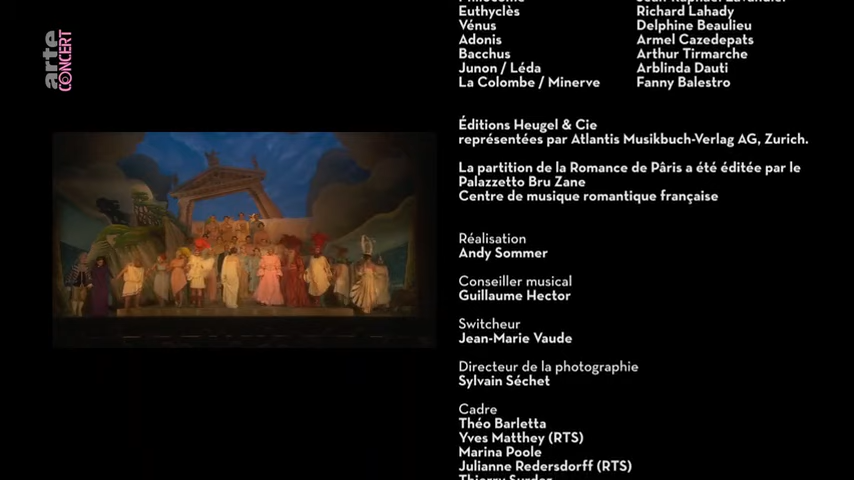 arte
CONCERT
Euthyclès Richard Lahady
Vénus Delphine Beaulieu
Adonis Armel Cazedepats
Bacchus Arthur Tirmarche
Junon / Léda Arblinda Dauti
La Colombe / Minerve Fanny Balestro
Éditions Heugel & Cie
représentées par Atlantis Musikbuch-Verlag AG, Zurich.
La partition de la Romance de Pâris a été éditée par le
Palazzetto Bru Zane
Centre de musique romantique française
Réalisation
Andy Sommer
Conseiller musical
Guillaume Hector
Switcheur
Jean-Marie Vaude
Directeur de la photographie
Sylvain Séchet
Cadre
Théo Barletta
Yves Matthey (RTS)
Marina Poole
Julianne Redersdorff (RTS)